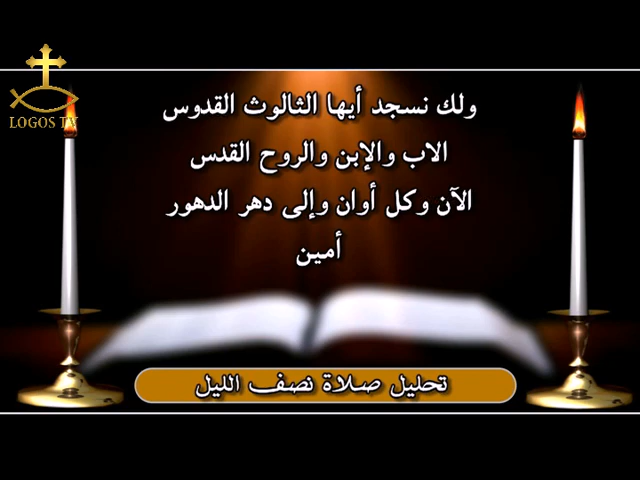 LOGOS TV
ولك نسجد أيها الثالوث القدوس
الاب والإبن والروح القدس
الآن وكل أوان وإلى دهر الدهور
أمين
تحليل صلاة نصف الليل